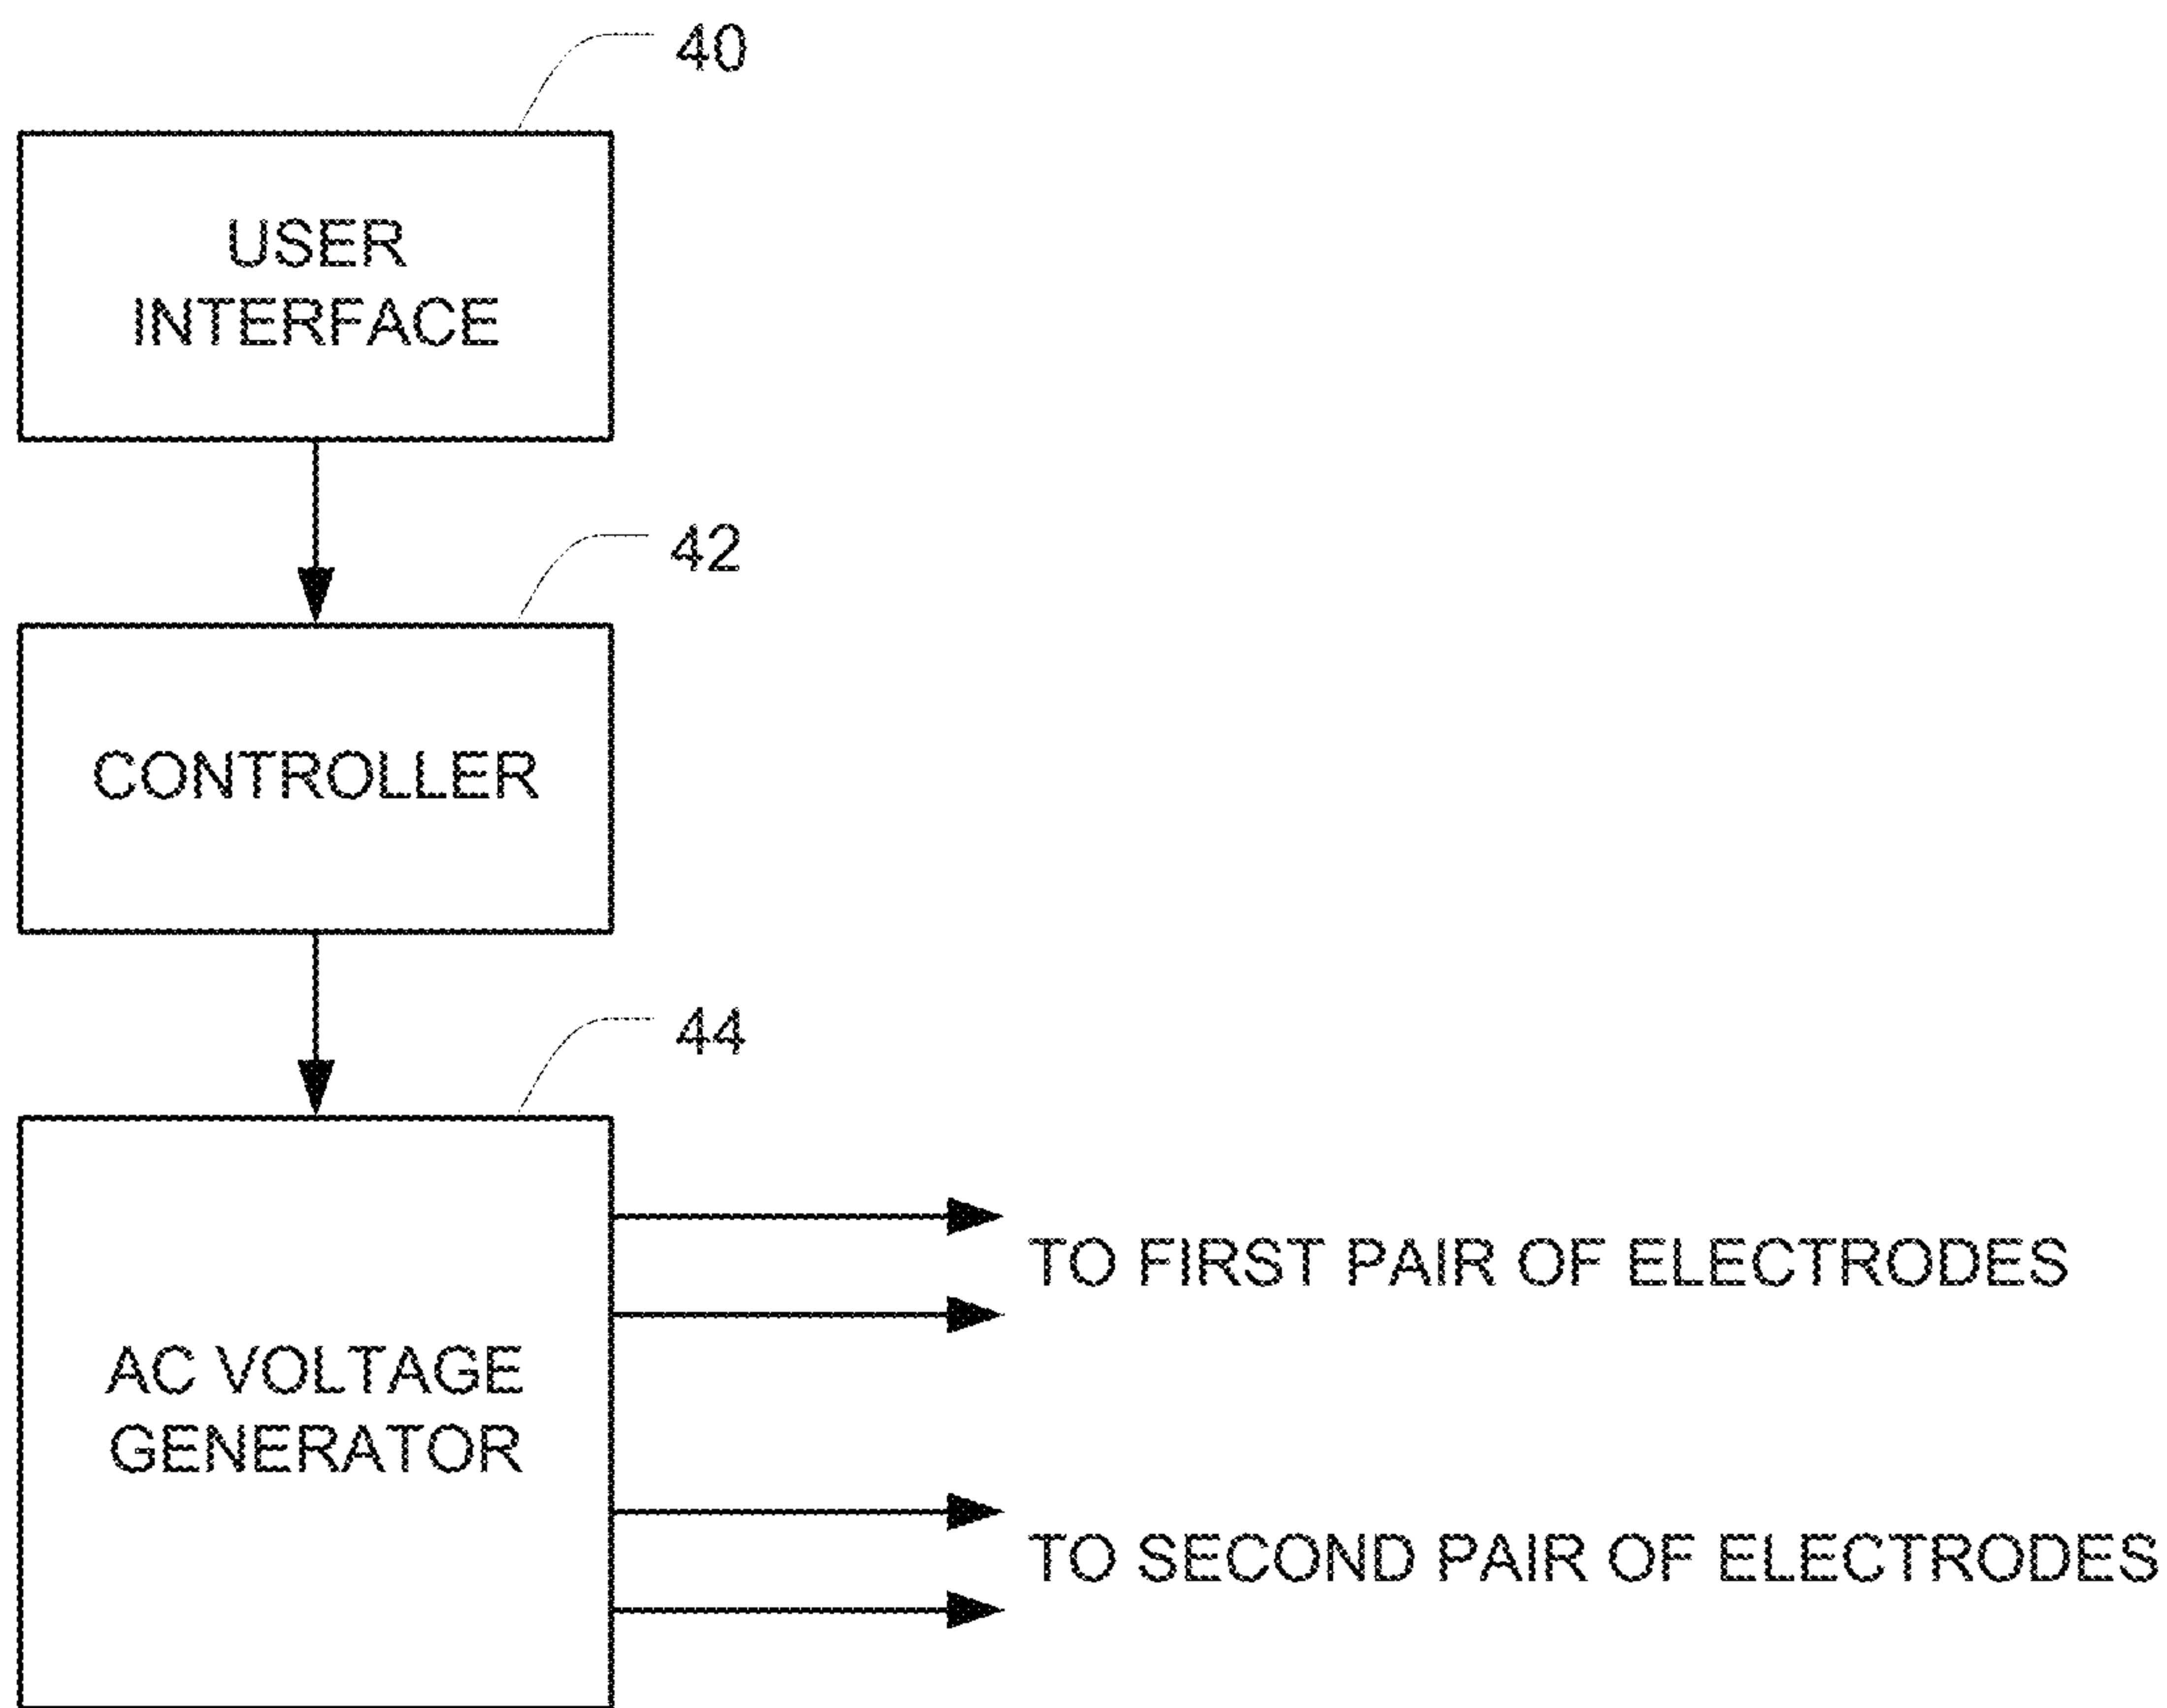 40
USER
INTERFACE
42
CONTROLLER
44
TO FIRST PAIR OF ELECTRODES
AC VOLTAGE
GENERATOR
TO SECOND PAIR OF ELECTRODES